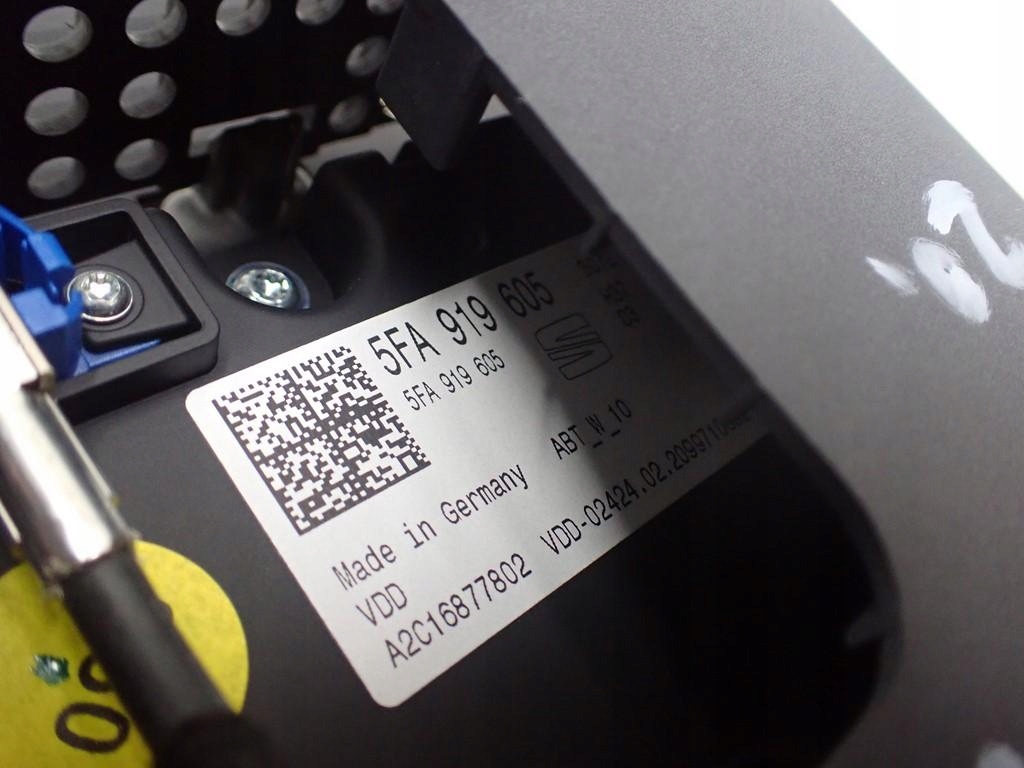 5FA 919 605
5FA 919 605
ABT_W_10
Made in Germany
VDD
A2C16877802 VDD-02424.02.2099710